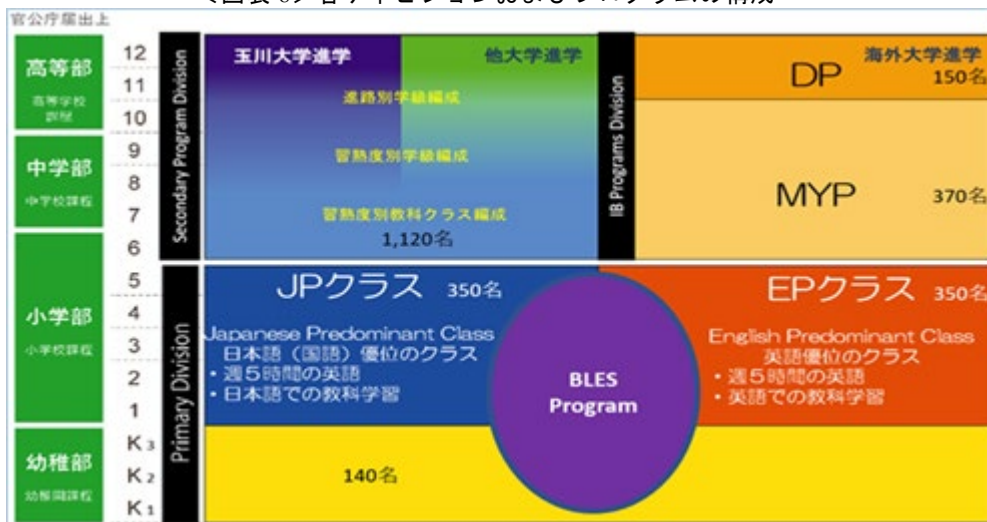 官公庁届出上
高等部
高等学校
課程
中学部
中学校課程
小学部
小学校課程
幼稚部
幼稚園課程
12
11
10
9
8
7
6
5
4
3
2
1
K3
K2
K1
Secondary Program Division
Primary Division
玉川大学進学
他大学進学
進路別学級編成
習熟度別学級編成
習熟度別教科クラス編成
1,120名
IB Programs Division
海外大学進学
DP 150名
MYP 370名
JPクラス 350名
Japanese Predominant Class
日本語（国語）優位のクラス
・週5時間の英語
・日本語での教科学習
BLES
Program
EPクラス 350名
English Predominant Class
英語優位のクラス
・週5時間の英語
・英語での教科学習
140名